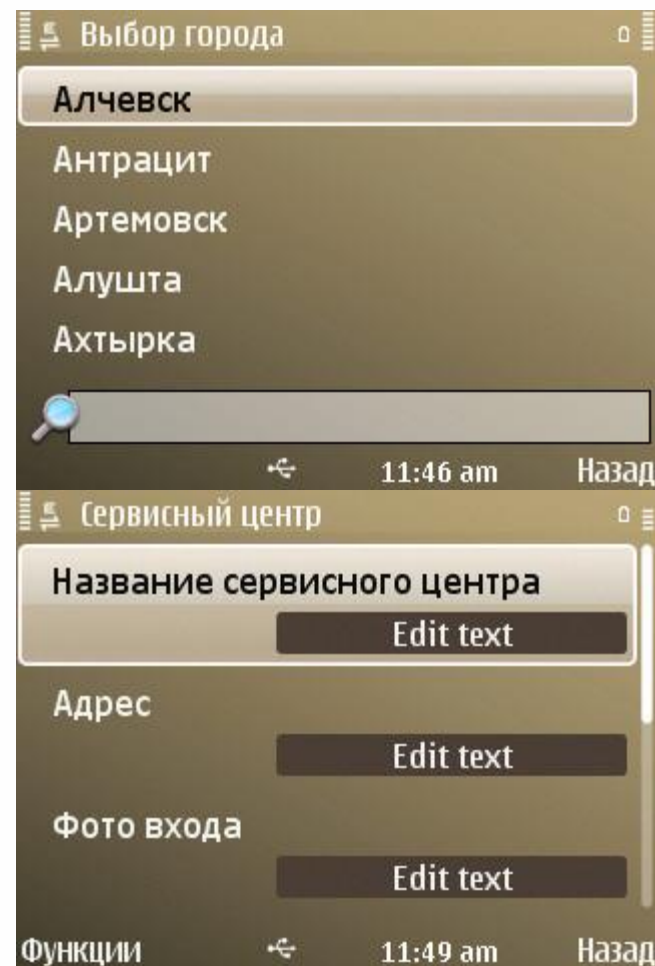 Выбор города
Алчевск
Антрацит
Артемовск
Алушта
Ахтырка
11:46 am Назад
Сервисный центр
Название сервисного центра
Edit text
Адрес
Edit text
Фото входа
Edit text
Функции 11:49 am Назад